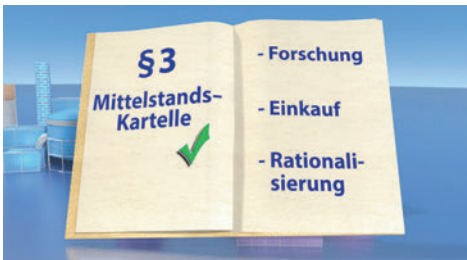 §3
Mittelstands-
Kartelle
- Forschung
- Einkauf
- Rationali-
sierung